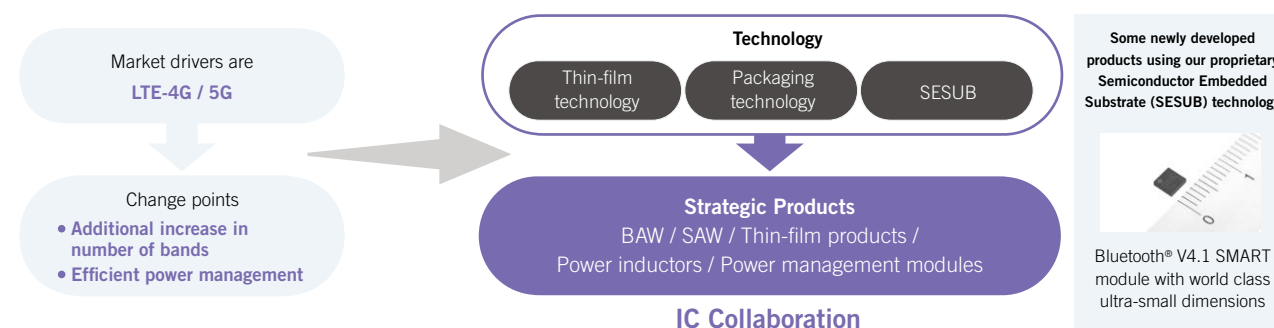 Market drivers are
LTE-4G / 5G
Change points
• Additional increase in
number of bands
• Efficient power management
Technology
Thin-film
technology
Packaging
technology
SESUB
Strategic Products
BAW / SAW / Thin-film products /
Power inductors / Power management modules
IC Collaboration
Some newly developed
products using our proprietary
Semiconductor Embedded
Substrate (SESUB) technology
0
1
Bluetooth® V4.1 SMART
module with world class
ultra-small dimensions